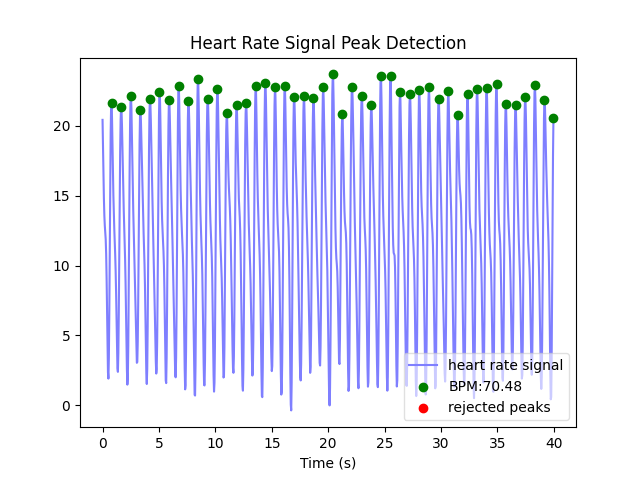 Heart Rate Signal Peak Detection
20
15
10
5
0
heart rate signal
BPM:70.48
rejected peaks
0 5 10 15 20 25 30 35 40
Time (s)